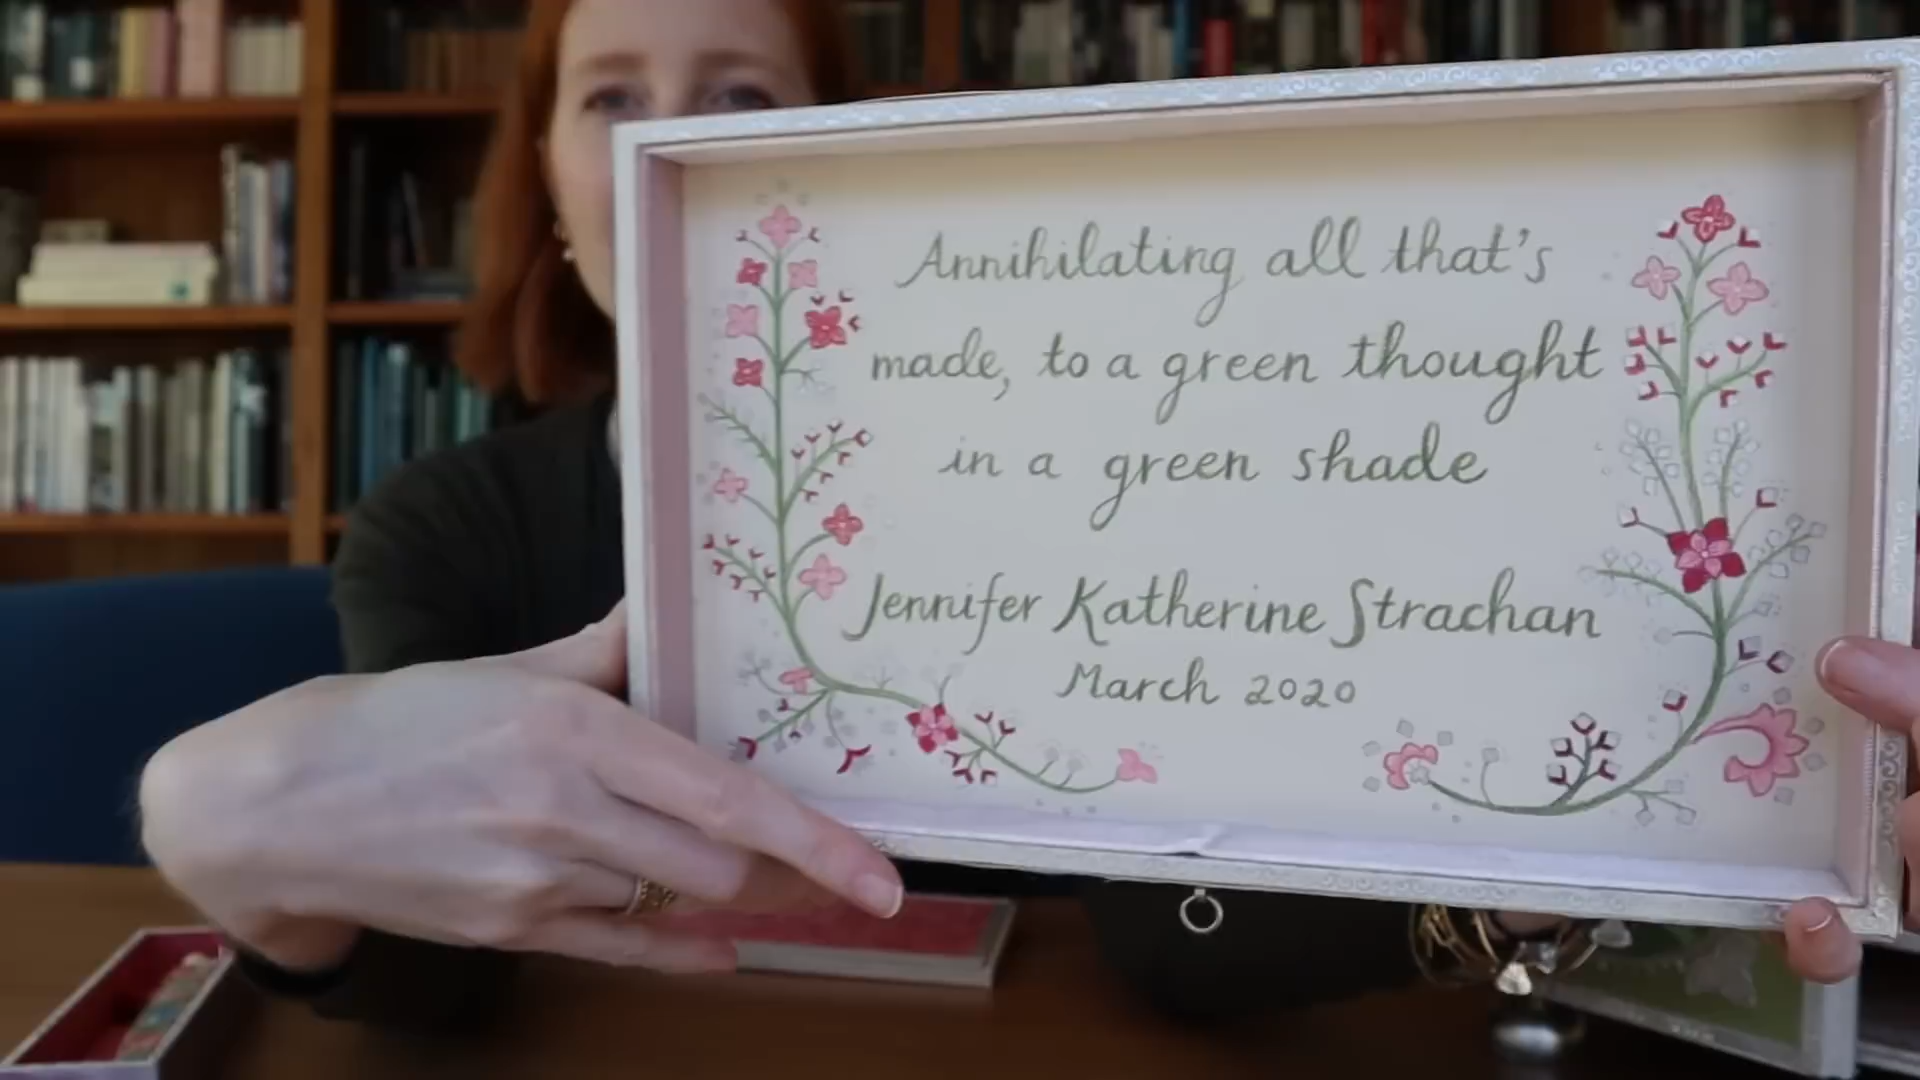 Annihilating all that's
made, to a green thought
in a green shade
Jennifer Katherine Strachan
March 2020